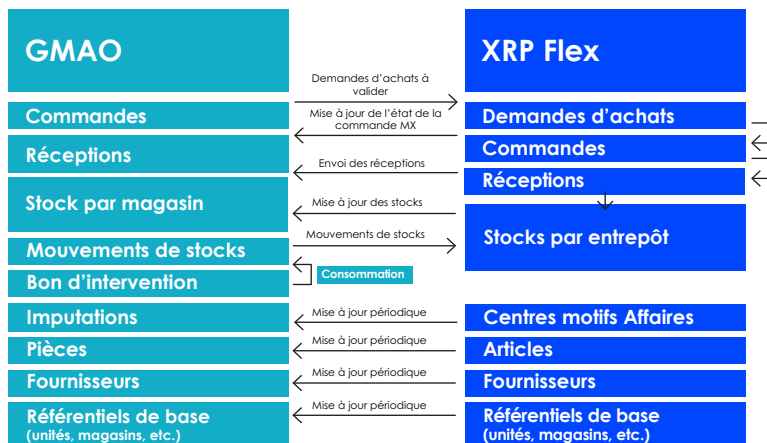 GMAO
XRP Flex
Demandes d'achats à
valider
Commandes
Demandes d'achats
Mise à jour de l'état de la
commande MX
Réceptions
Commandes
Envoi des réceptions
Réceptions
Stock par magasin
Mise à jour des stocks
Stocks par entrepôt
Mouvements de stocks
Mouvements de stocks
Consommation
Bon d'intervention
Imputations
Mise à jour périodique
Centres motifs Affaires
Pièces
Mise à jour périodique
Articles
Fournisseurs
Mise à jour périodique
Fournisseurs
Référentiels de base
(unités, magasins, etc.)
Mise à jour périodique
Référentiels de base
(unités, magasins, etc.)